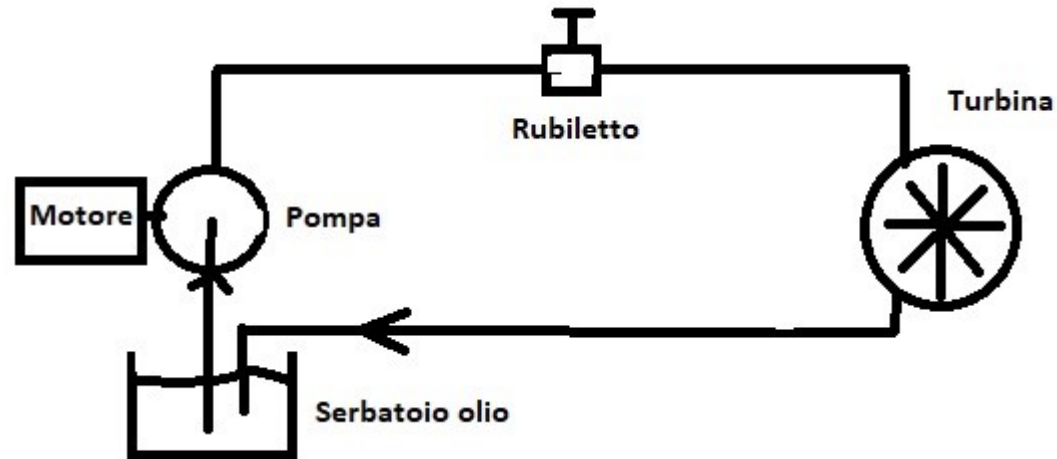 Turbina
Rubiletto
Motore
Pompa
Serbatoio olio